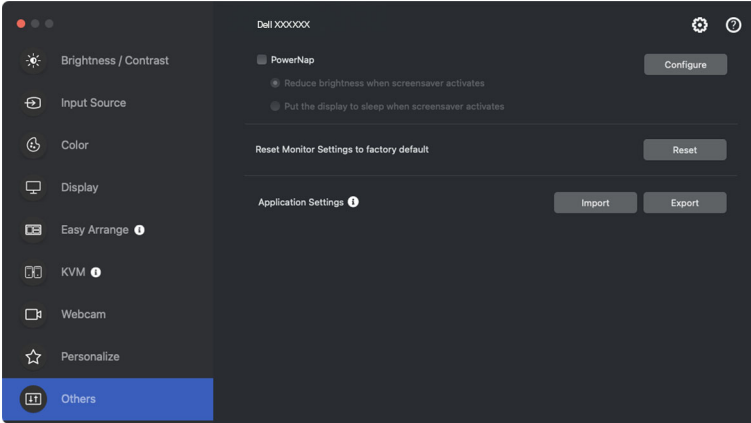 Dell XXXXXX
Brightness / Contrast
Input Source
Color
Display
Easy Arrange
KVM
Webcam
Personalize
Others
PowerNap
Configure
Reduce brightness when screensaver activates
Put the display to sleep when screensaver activates
Reset Monitor Settings to factory default
Reset
Application Settings
Import
Export